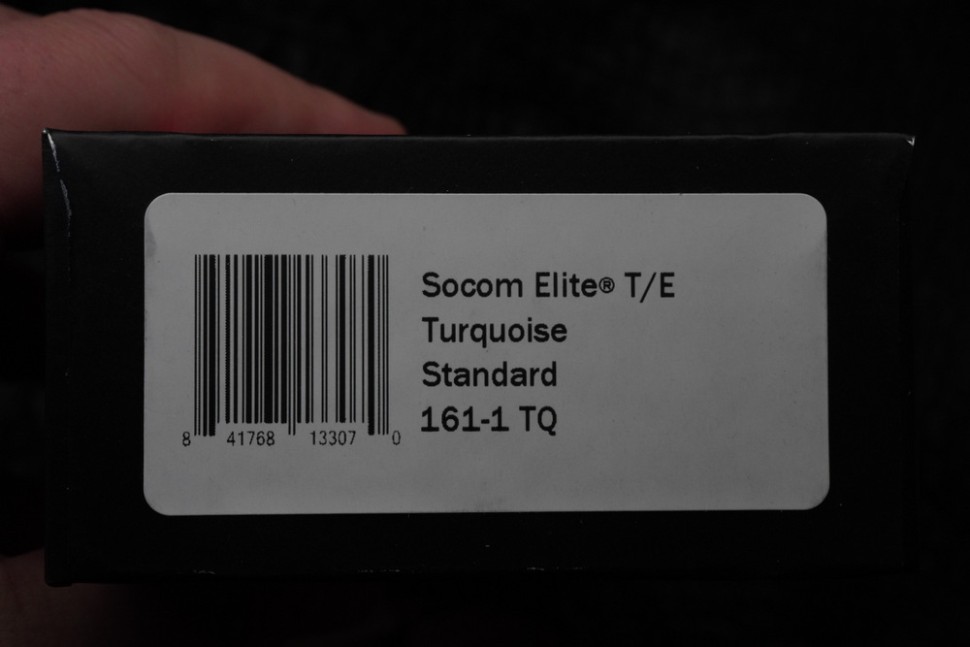 Socom Elite® T/E
Turquoise
Standard
161-1 TQ
8 41768 13307 0